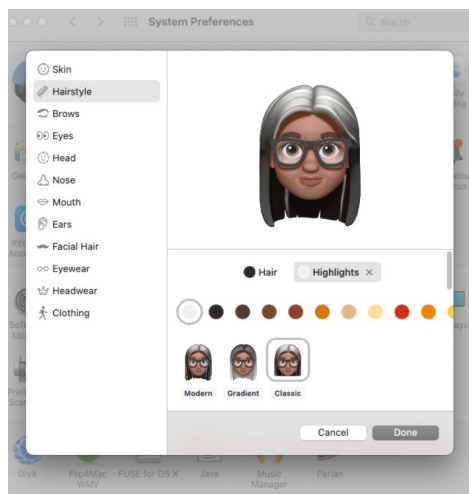 System Preferences
Search
Skin
Hairstyle
Brows
Eyes
Head
Nose
Mouth
Ears
Facial Hair
Eyewear
Headwear
Clothing
Hair
Highlights ×
Modern
Gradient
Classic
Cancel
Done
DivX
Flip4Mac
WMV
FUSE for OS X
Java
Music
Manager
Perian